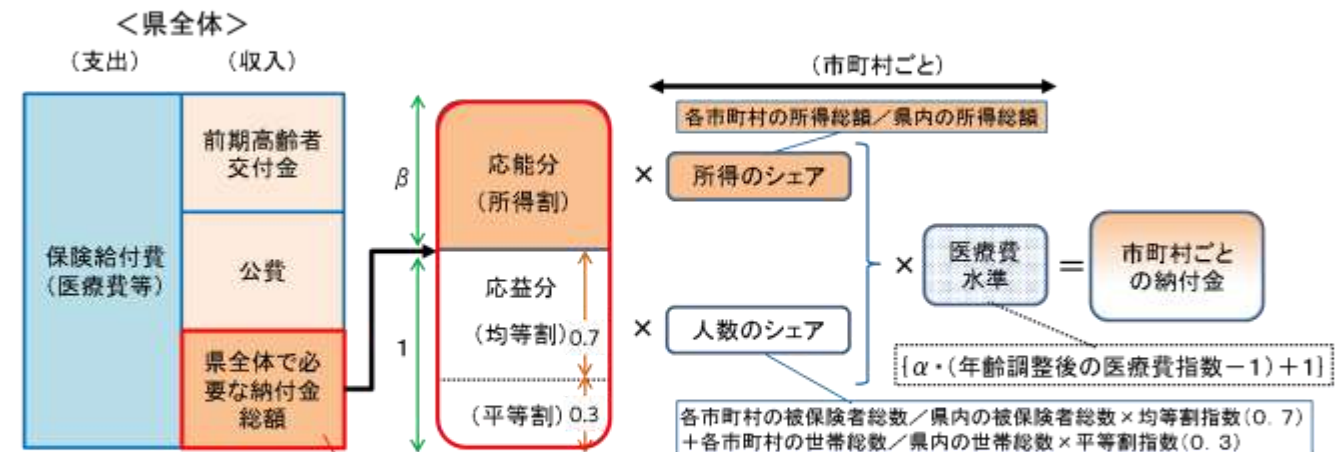 ＜県全体＞
（支出）
（収入）
（市町村ごと）
各市町村の所得総額／県内の所得総額
前期高齢者
交付金
β
応能分
（所得割）
×
所得のシェア
保険給付費
（医療費等）
公費
×
医療費
水準
＝
市町村ごと
の納付金
応益分
（均等割）
0.7
1
×
人数のシェア
県全体で必
要な納付金
総額
{α・（年齢調整後の医療費指数－1）＋1}
（平等割）
0.3
各市町村の被保険者総数／県内の被保険者総数×均等割指数（0．7）
＋各市町村の世帯総数／県内の世帯総数×平等割指数（0．3）